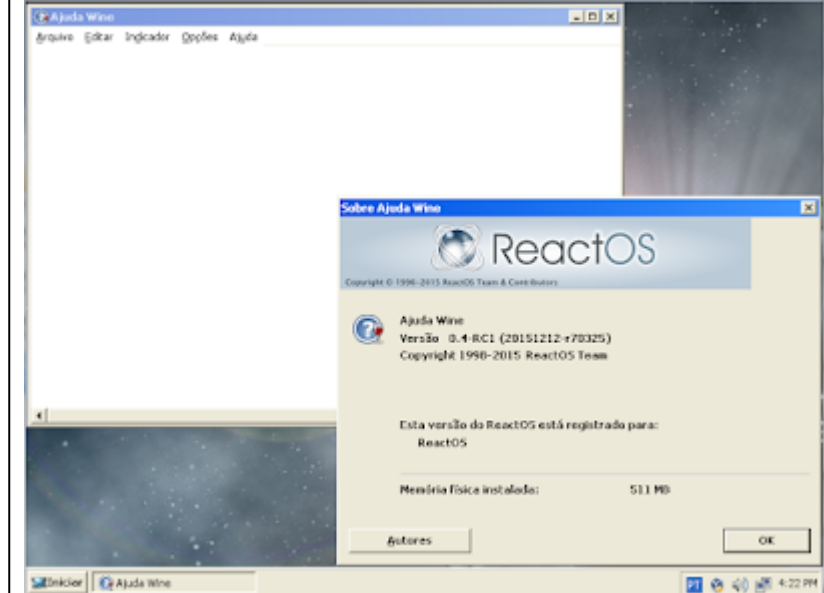 Ajuda Wine
Arquivo Editar Indicador Opções Ajuda
Sobre Ajuda Wine
ReactOS
Copyright © 1996-2015 ReactOS Team & Contributors
Ajuda Wine
Versão 0.4-RC1 (20151212-r70325)
Copyright 1998-2015 ReactOS Team
Esta versão do ReactOS está registrado para:
ReactOS
Memória física instalada: 511 MB
Autores OK
Iniciar Ajuda Wine PT 4:22 PM